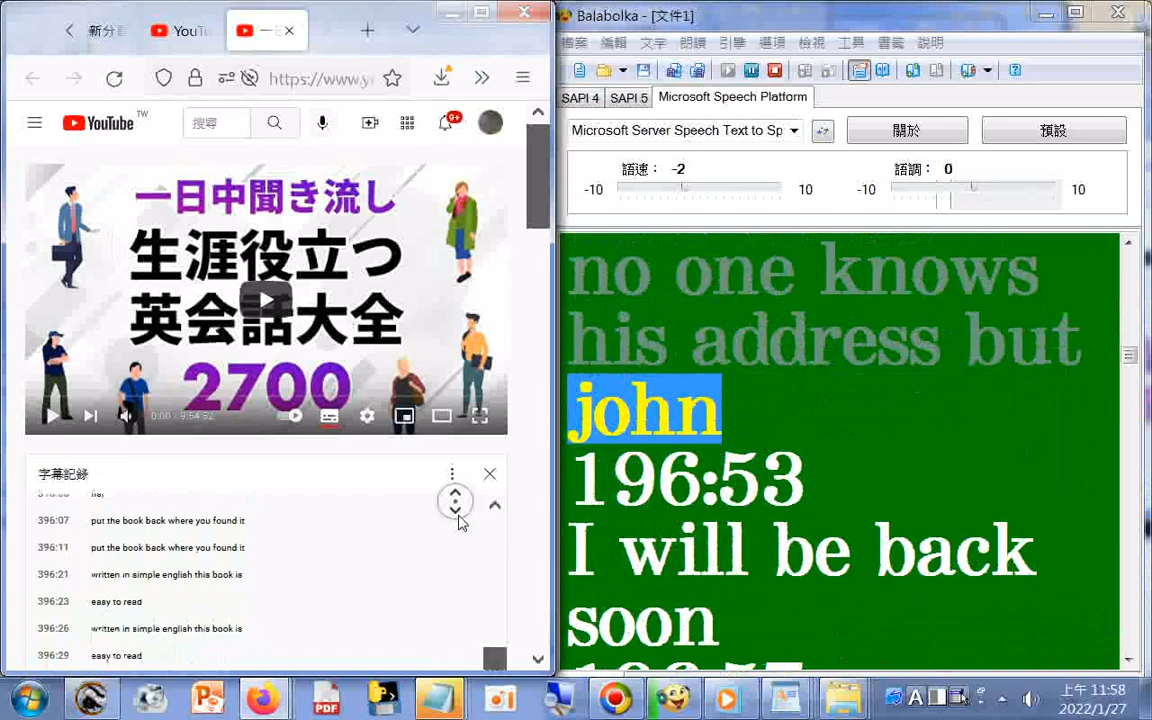 新分
YouTu
一E
https://www.y
YouTube TW
搜尋
9+
一日中聞き流し
生涯役立つ
英会話大全
2700
0:00 / 9:54:52
字幕記錄
396:07 put the book back where you found it
396:11 put the book back where you found it
396:21 written in simple english this book is
396:23 easy to read
396:26 written in simple english this book is
396:29 easy to read
Balabolka - [文件1]
檔案 編輯 文字 朗讀 引擎 選項 檢視 工具 書籤 說明
SAPI 4 SAPI 5 Microsoft Speech Platform
Microsoft Server Speech Text to Sp
關於 預設
語速： -2 語調： 0
-10 10 -10 10
no one knows
his address but
john
196:53
I will be back
soon
196:57
PDF
A
上午 11:58
2022/1/27